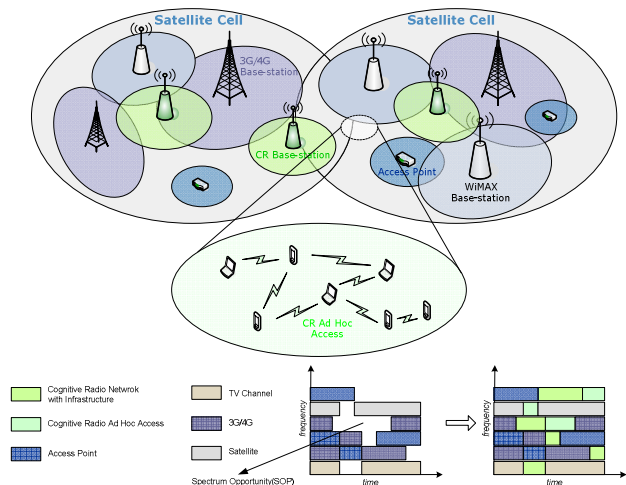 Satellite Cell
Satellite Cell
3G/4G
Base-station
CR Base-station
Access Point
WiMAX
Base-station
CR Ad Hoc
Access
Cognitive Radio Netwrok
with Infrastructure
Cognitive Radio Ad Hoc Access
Access Point
TV Channel
3G/4G
Satellite
Spectrum Opportunity(SOP)
frequency
time
frequency
time